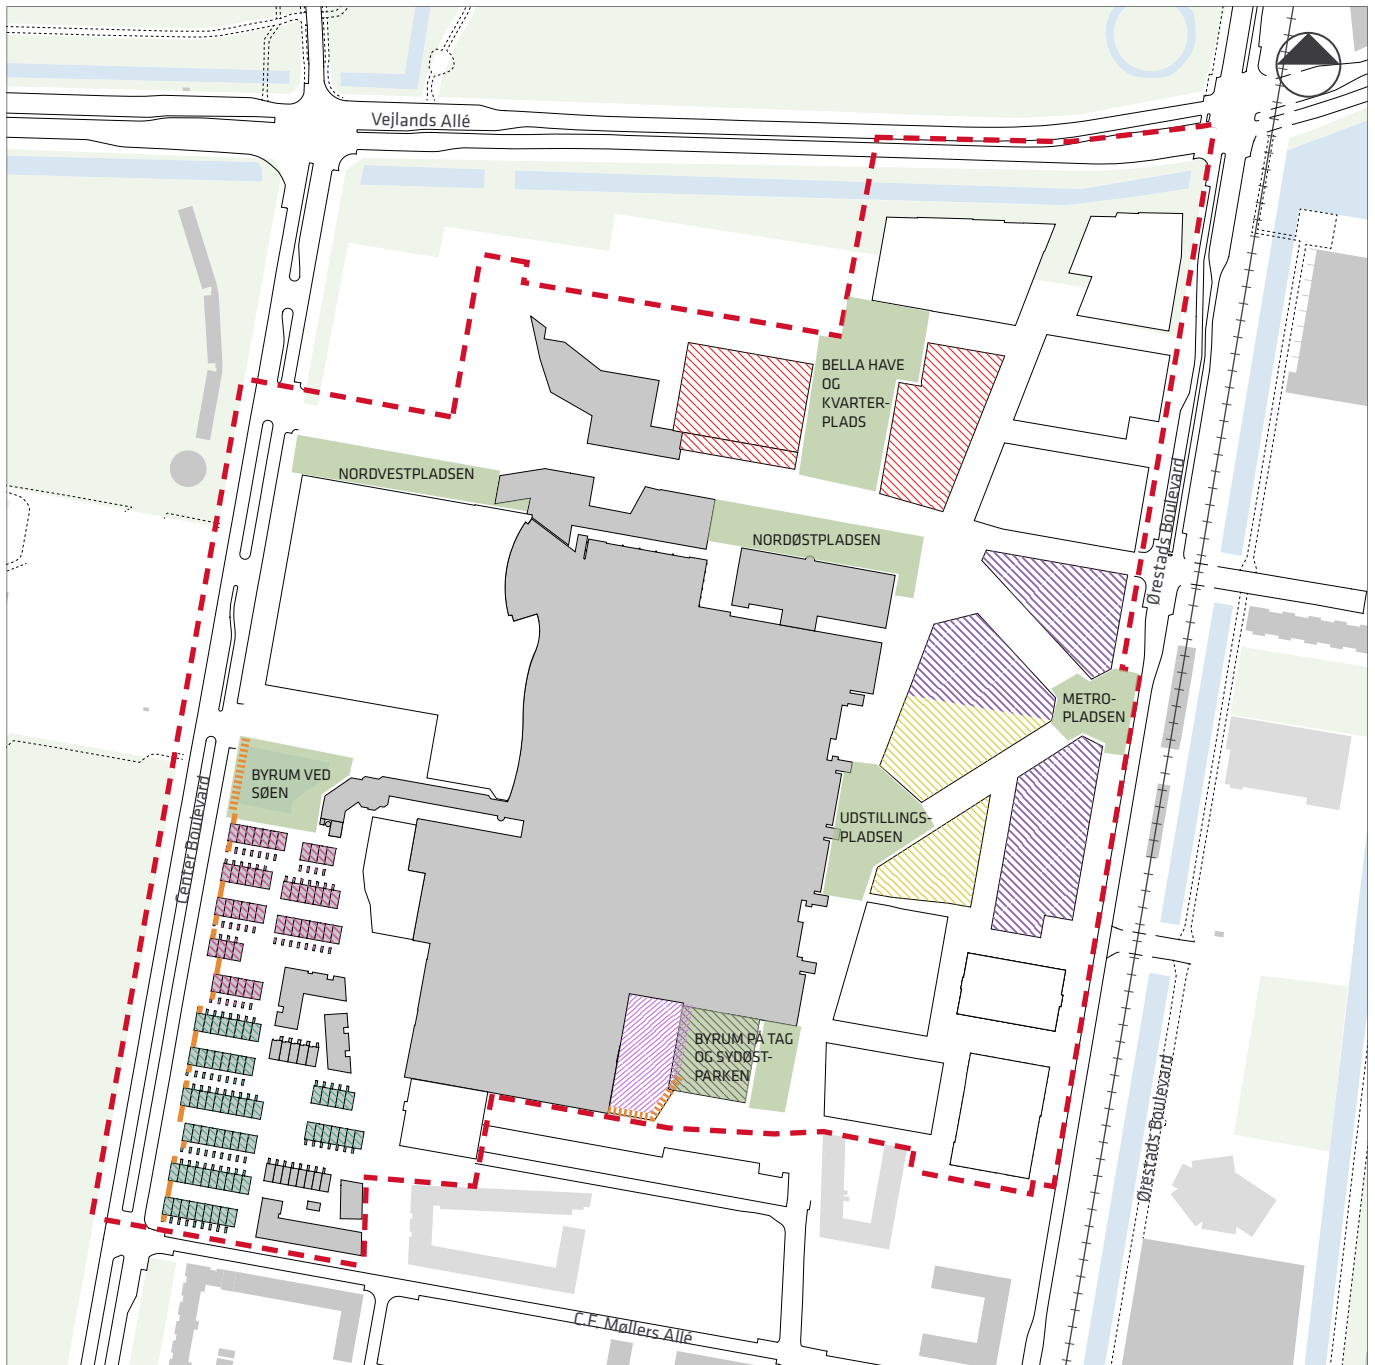 Vejlands Allé
BELLA HAVE
OG
KVARTER-
PLADS
NORDVESTPLADSEN
NORDØSTPLADSEN
Ørestads Boulevard
METRO-
PLADSEN
BYRUM VED
SØEN
UDSTILLINGS-
PLADSEN
Center Boulevard
BYRUM PÅ TAG
OG SYDØST-
PARKEN
Ørestads Boulevard
C.F. Møllers Allé